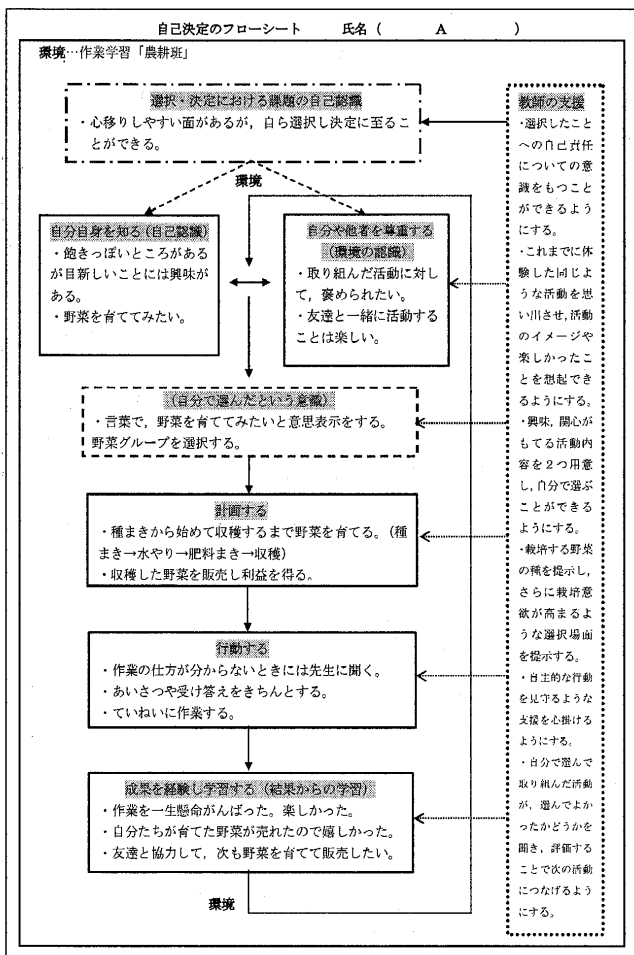 自己決定のフローシート　　氏名（　　　A　　　）
環境…作業学習「農耕班」
選択・決定における課題の自己認識
・心移りしやすい面があるが，自ら選択し決定に至るこ
とができる。
環境
自分自身を知る（自己認識）
・飽きっぽいところがある
が目新しいことには興味が
ある。
・野菜を育ててみたい。
自分や他者を尊重する
（環境の認識）
・取り組んだ活動に対し
て，褒められたい。
・友達と一緒に活動する
ことは楽しい。
（自分で選んだという意識）
・言葉で，野菜を育ててみたいと意思表示をする。
野菜グループを選択する。
計画する
・種まきから始めて収穫するまで野菜を育てる。（種
まき→水やり→肥料まき→収穫）
・収穫した野菜を販売し利益を得る。
行動する
・作業の仕方が分からないときには先生に聞く。
・あいさつや受け答えをきちんとする。
・ていねいに作業する。
成果を経験し学習する（結果からの学習）
・作業を一生懸命がんばった。楽しかった。
・自分たちが育てた野菜が売れたので嬉しかった。
・友達と協力して，次も野菜を育てて販売したい。
環境
教師の支援
・選択したこと
への自己責任
についての意
識をもつこと
ができるよう
にする。
・これまでに体
験した同じよ
うな活動を思
い出させ，活動
のイメージや
楽しかったこ
とを想起でき
るようにする。
・興味，関心が
もてる活動内
容を２つ用意
し，自分で選ぶ
ことができる
ようにする。
・栽培する野菜
の種を提示し，
さらに栽培意
欲が高まるよ
うな選択場面
を提示する。
・自主的な行動
を見守るような
支援を心掛ける
ようにする。
・自分で選んで
取り組んだ活動
が，選んでよか
ったかどうかを
聞き，評価する
ことで次の活動
につなげるよう
にする。